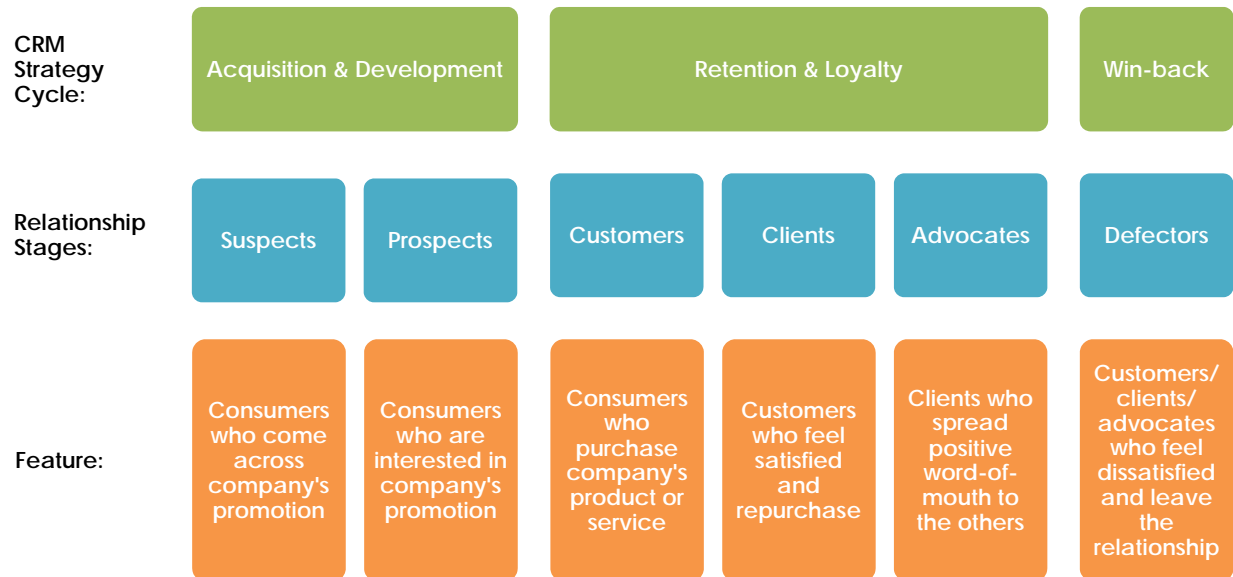 CRM
Strategy
Cycle:
Acquisition & Development
Retention & Loyalty
Win-back
Relationship
Stages:
Suspects
Prospects
Customers
Clients
Advocates
Defectors
Feature:
Consumers
who come
across
company's
promotion
Consumers
who are
interested in
company's
promotion
Consumers
who
purchase
company's
product or
service
Customers
who feel
satisfied
and
repurchase
Clients who
spread
positive
word-of-
mouth to
the others
Customers/
clients/
advocates
who feel
dissatisfied
and leave
the
relationship